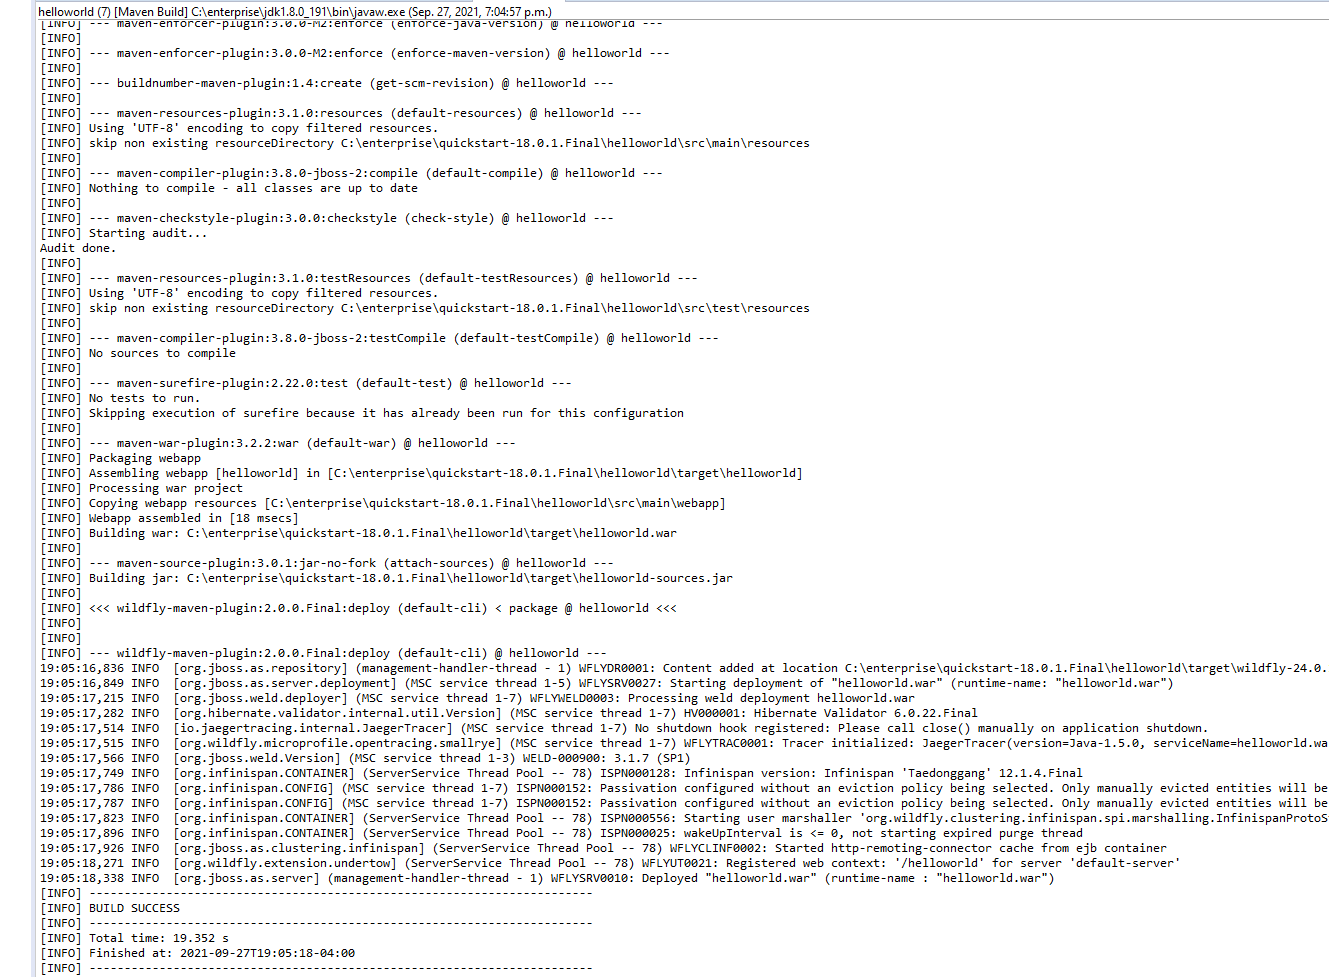 helloworld (7) [Maven Build] C:\enterprise\jdk1.8.0_191\bin\javaw.exe (Sep. 27, 2021, 7:04:57 p.m.)
[INFO] --- maven-enforcer-plugin:3.0.0-M2:enforce (enforce-java-version) @ helloworld ---
[INFO]
[INFO] --- maven-enforcer-plugin:3.0.0-M2:enforce (enforce-maven-version) @ helloworld ---
[INFO]
[INFO] --- buildnumber-maven-plugin:1.4:create (get-scm-revision) @ helloworld ---
[INFO]
[INFO] --- maven-resources-plugin:3.1.0:resources (default-resources) @ helloworld ---
[INFO] Using 'UTF-8' encoding to copy filtered resources.
[INFO] skip non existing resourceDirectory C:\enterprise\quickstart-18.0.1.Final\helloworld\src\main\resources
[INFO]
[INFO] --- maven-compiler-plugin:3.8.0-jboss-2:compile (default-compile) @ helloworld ---
[INFO] Nothing to compile - all classes are up to date
[INFO]
[INFO] --- maven-checkstyle-plugin:3.0.0:checkstyle (check-style) @ helloworld ---
[INFO] Starting audit...
Audit done.
[INFO]
[INFO] --- maven-resources-plugin:3.1.0:testResources (default-testResources) @ helloworld ---
[INFO] Using 'UTF-8' encoding to copy filtered resources.
[INFO] skip non existing resourceDirectory C:\enterprise\quickstart-18.0.1.Final\helloworld\src\test\resources
[INFO]
[INFO] --- maven-compiler-plugin:3.8.0-jboss-2:testCompile (default-testCompile) @ helloworld ---
[INFO] No sources to compile
[INFO]
[INFO] --- maven-surefire-plugin:2.22.0:test (default-test) @ helloworld ---
[INFO] No tests to run.
[INFO] Skipping execution of surefire because it has already been run for this configuration
[INFO]
[INFO] --- maven-war-plugin:3.2.2:war (default-war) @ helloworld ---
[INFO] Packaging webapp
[INFO] Assembling webapp [helloworld] in [C:\enterprise\quickstart-18.0.1.Final\helloworld\target\helloworld]
[INFO] Processing war project
[INFO] Copying webapp resources [C:\enterprise\quickstart-18.0.1.Final\helloworld\src\main\webapp]
[INFO] Webapp assembled in [18 msecs]
[INFO] Building war: C:\enterprise\quickstart-18.0.1.Final\helloworld\target\helloworld.war
[INFO]
[INFO] --- maven-source-plugin:3.0.1:jar-no-fork (attach-sources) @ helloworld ---
[INFO] Building jar: C:\enterprise\quickstart-18.0.1.Final\helloworld\target\helloworld-sources.jar
[INFO]
[INFO] <<< wildfly-maven-plugin:2.0.0.Final:deploy (default-cli) < package @ helloworld <<<
[INFO]
[INFO]
[INFO] --- wildfly-maven-plugin:2.0.0.Final:deploy (default-cli) @ helloworld ---
19:05:16,836 INFO  [org.jboss.as.repository] (management-handler-thread - 1) WFLYDR0001: Content added at location C:\enterprise\quickstart-18.0.1.Final\helloworld\target\wildfly-24.0.
19:05:16,849 INFO  [org.jboss.as.server.deployment] (MSC service thread 1-5) WFLYSRV0027: Starting deployment of "helloworld.war" (runtime-name: "helloworld.war")
19:05:17,215 INFO  [org.jboss.weld.deployer] (MSC service thread 1-7) WFLYWELD0003: Processing weld deployment helloworld.war
19:05:17,282 INFO  [org.hibernate.validator.internal.util.Version] (MSC service thread 1-7) HV000001: Hibernate Validator 6.0.22.Final
19:05:17,514 INFO  [io.jaegertracing.internal.JaegerTracer] (MSC service thread 1-7) No shutdown hook registered: Please call close() manually on application shutdown.
19:05:17,515 INFO  [org.wildfly.microprofile.opentracing.smallrye] (MSC service thread 1-7) WFLYTRAC0001: Tracer initialized: JaegerTracer(version=Java-1.5.0, serviceName=helloworld.wa
19:05:17,566 INFO  [org.jboss.weld.Version] (MSC service thread 1-3) WELD-000900: 3.1.7 (SP1)
19:05:17,749 INFO  [org.infinispan.CONTAINER] (ServerService Thread Pool -- 78) ISPN000128: Infinispan version: Infinispan 'Taedonggang' 12.1.4.Final
19:05:17,786 INFO  [org.infinispan.CONFIG] (MSC service thread 1-7) ISPN000152: Passivation configured without an eviction policy being selected. Only manually evicted entities will be
19:05:17,787 INFO  [org.infinispan.CONFIG] (MSC service thread 1-7) ISPN000152: Passivation configured without an eviction policy being selected. Only manually evicted entities will be
19:05:17,823 INFO  [org.infinispan.CONTAINER] (ServerService Thread Pool -- 78) ISPN000556: Starting user marshaller 'org.wildfly.clustering.infinispan.spi.marshalling.InfinispanProtoS
19:05:17,896 INFO  [org.infinispan.CONTAINER] (ServerService Thread Pool -- 78) ISPN000025: wakeUpInterval is <= 0, not starting expired purge thread
19:05:17,926 INFO  [org.jboss.as.clustering.infinispan] (ServerService Thread Pool -- 78) WFLYCLINF0002: Started http-remoting-connector cache from ejb container
19:05:18,271 INFO  [org.wildfly.extension.undertow] (ServerService Thread Pool -- 78) WFLYUT0021: Registered web context: '/helloworld' for server 'default-server'
19:05:18,338 INFO  [org.jboss.as.server] (management-handler-thread - 1) WFLYSRV0010: Deployed "helloworld.war" (runtime-name : "helloworld.war")
[INFO] ------------------------------------------------------------------------
[INFO] BUILD SUCCESS
[INFO] ------------------------------------------------------------------------
[INFO] Total time: 19.352 s
[INFO] Finished at: 2021-09-27T19:05:18-04:00
[INFO] ------------------------------------------------------------------------